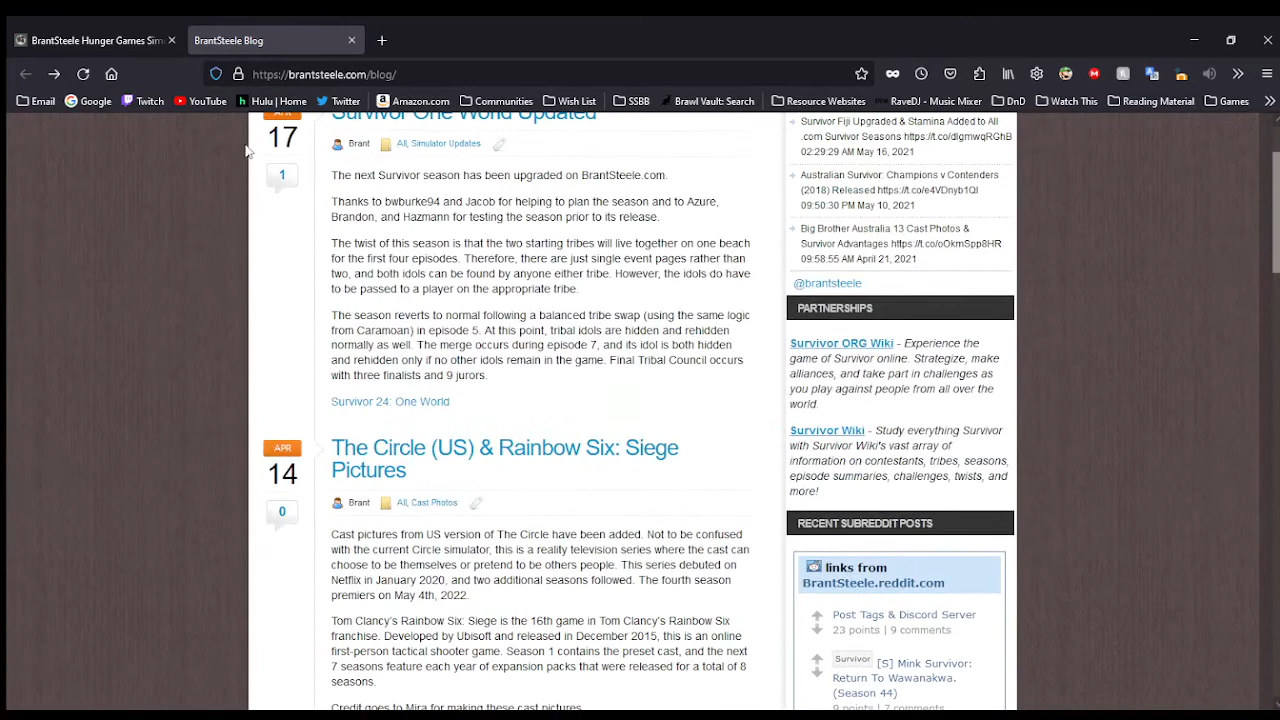 BrantSteele Hunger Games Sim
BrantSteele Blog
https://brantsteele.com/blog/
Email
Google
Twitch
YouTube
Hulu | Home
Twitter
Amazon.com
Communities
Wish List
SSBB
Brawl Vault: Search
Resource Websites
RaveDJ - Music Mixer
DnD
Watch This
Reading Material
Games
APR
17
1
Survivor One World Updated
Brant
All, Simulator Updates
The next Survivor season has been upgraded on BrantSteele.com.
Thanks to bwburke94 and Jacob for helping to plan the season and to Azure,
Brandon, and Hazmann for testing the season prior to its release.
The twist of this season is that the two starting tribes will live together on one beach
for the first four episodes. Therefore, there are just single event pages rather than
two, and both idols can be found by anyone either tribe. However, the idols do have
to be passed to a player on the appropriate tribe.
The season reverts to normal following a balanced tribe swap (using the same logic
from Caramoan) in episode 5. At this point, tribal idols are hidden and rehidden
normally as well. The merge occurs during episode 7, and its idol is both hidden
and rehidden only if no other idols remain in the game. Final Tribal Council occurs
with three finalists and 9 jurors.
Survivor 24: One World
APR
14
0
The Circle (US) & Rainbow Six: Siege
Pictures
Brant
All, Cast Photos
Cast pictures from US version of The Circle have been added. Not to be confused
with the current Circle simulator, this is a reality television series where the cast can
choose to be themselves or pretend to be others people. This series debuted on
Netflix in January 2020, and two additional seasons followed. The fourth season
premiers on May 4th, 2022.
Tom Clancy's Rainbow Six: Siege is the 16th game in Tom Clancy's Rainbow Six
franchise. Developed by Ubisoft and released in December 2015, this is an online
first-person tactical shooter game. Season 1 contains the preset cast, and the next
7 seasons feature each year of expansion packs that were released for a total of 8
seasons.
Credit goes to Mira for making these cast pictures.
Survivor Fiji Upgraded & Stamina Added to All
.com Survivor Seasons https://t.co/dIgmwqRGhB
02:29:29 AM May 16, 2021
Australian Survivor: Champions v Contenders
(2018) Released https://t.co/e4VDnyb1QI
09:50:30 PM May 10, 2021
Big Brother Australia 13 Cast Photos &
Survivor Advantages https://t.co/oOkmSpp8HR
09:58:55 AM April 21, 2021
@brantsteele
PARTNERSHIPS
Survivor ORG Wiki - Experience the
game of Survivor online. Strategize, make
alliances, and take part in challenges as
you play against people from all over the
world.
Survivor Wiki - Study everything Survivor
with Survivor Wiki's vast array of
information on contestants, tribes, seasons,
episode summaries, challenges, twists, and
more!
RECENT SUBREDDIT POSTS
links from
BrantSteele.reddit.com
Post Tags & Discord Server
23 points | 9 comments
Survivor [S] Mink Survivor:
Return To Wawanakwa.
(Season 44)
9 points | 7 comments